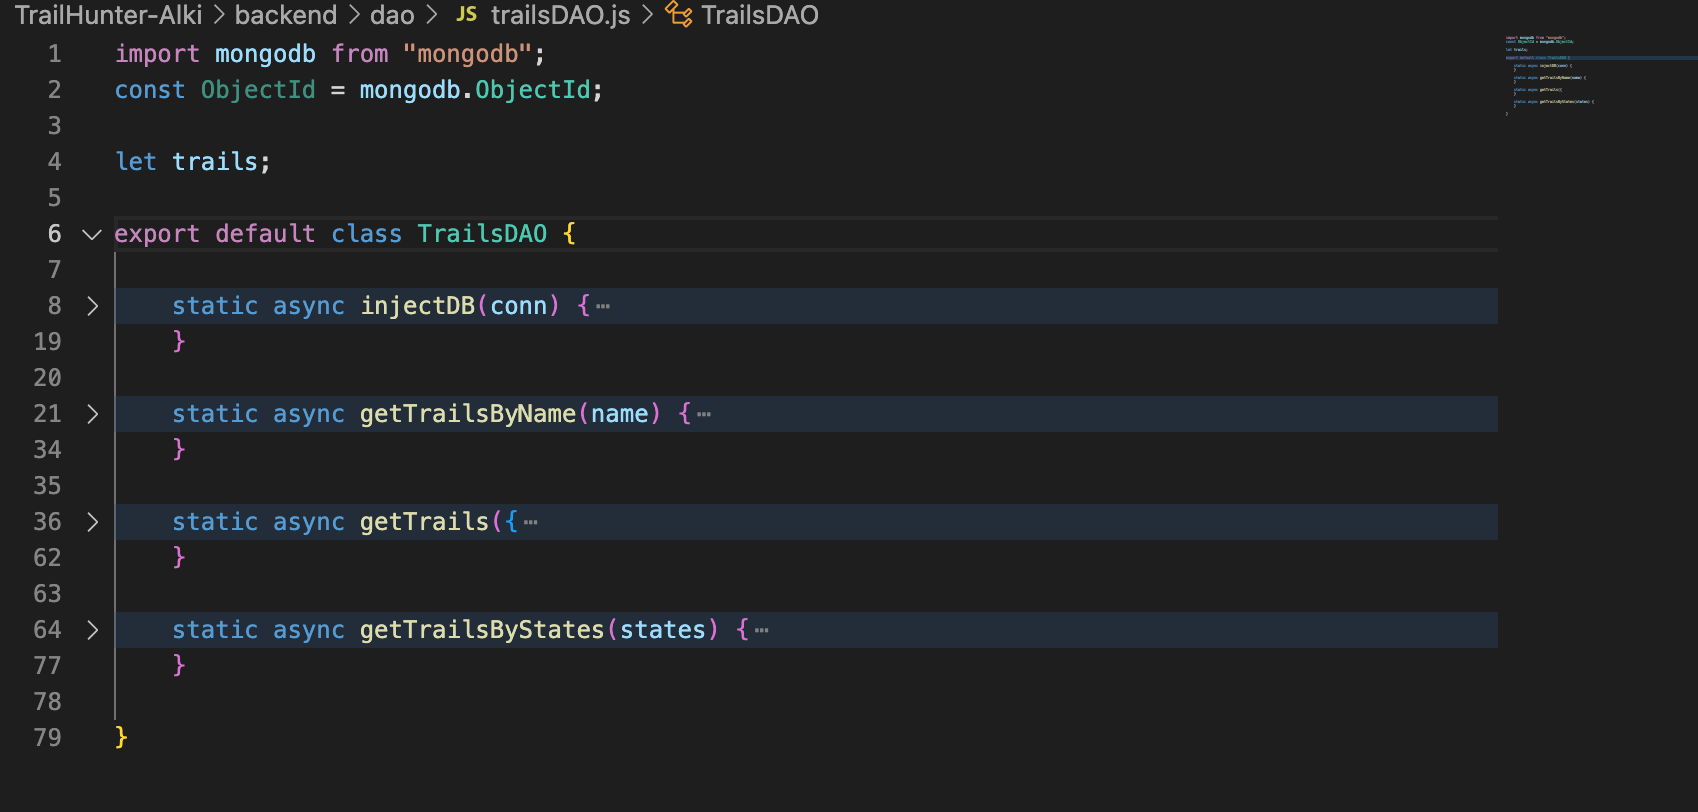 TrailHunter-Alki > backend > dao > JS trailsDAO.js > TrailsDAO
1 import mongodb from "mongodb";
2 const ObjectId = mongodb.ObjectId;
3
4 let trails;
5
6 export default class TrailsDAO {
7
8 static async injectDB(conn) {⋯
19 }
20
21 static async getTrailsByName(name) {⋯
34 }
35
36 static async getTrails({⋯
62 }
63
64 static async getTrailsByStates(states) {⋯
77 }
78
79 }